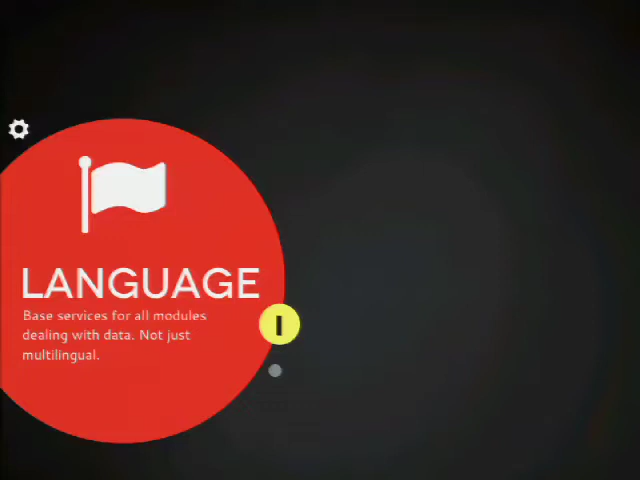 LANGUAGE
Base services for all modules
dealing with data. Not just
multilingual.